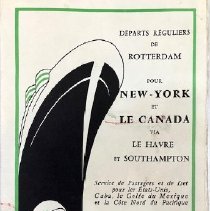 DÉPARTS RÉGULIERS
DE
ROTTERDAM
POUR
NEW-YORK
ET
LE CANADA
VIA
LE HAVRE
ET SOUTHAMPTON
Service de Passagers et de Fret
pour les États-Unis,
Cuba, le Golfe du Mexique
et la Côte Nord du Pacifique